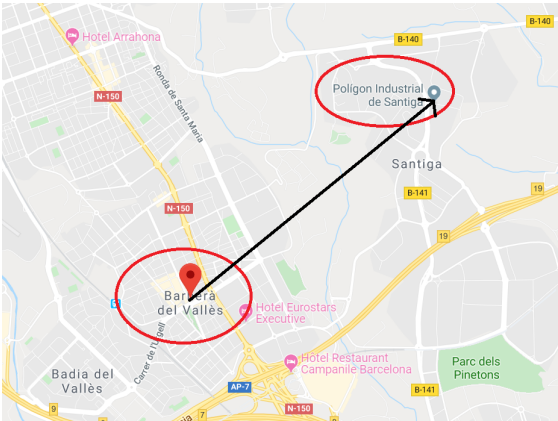 B-140
Hotel Arrahona
B-140
Polígon Industrial
de Santiga
Ronda de Santa Maria
N-150
Santiga
B-141
19
N-150
19
Barberà
del Vallès
Hotel Eurostars
Executive
Carrer de l'Urgell
Hotel Restaurant
Campanile Barcelona
Parc dels
Pinetons
Badia del
Vallès
AP-7
B-141
9
7
N-150